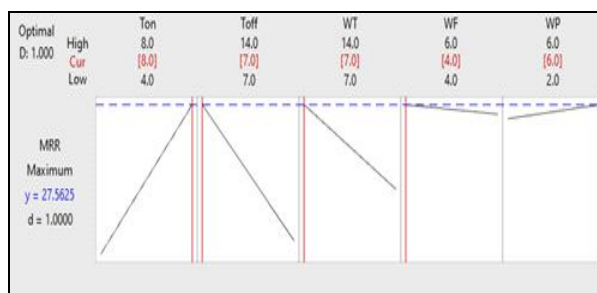 Optimal Ton Toff WT WF WP
D: 1.000 High 8.0 14.0 14.0 6.0 6.0
Cur [8.0] [7.0] [7.0] [4.0] [6.0]
Low 4.0 7.0 7.0 4.0 2.0
MRR
Maximum
y = 27.5625
d = 1.0000